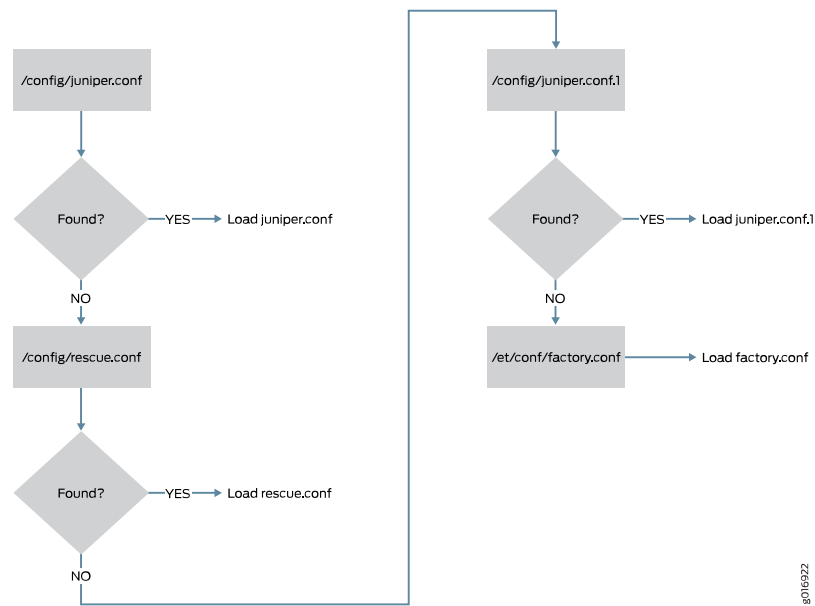 /config/juniper.conf
Found?
YES
Load juniper.conf
NO
/config/rescue.conf
Found?
YES
Load rescue.conf
NO
/config/juniper.conf.1
Found?
YES
Load juniper.conf.1
NO
/et/conf/factory.conf
Load factory.conf
g016922